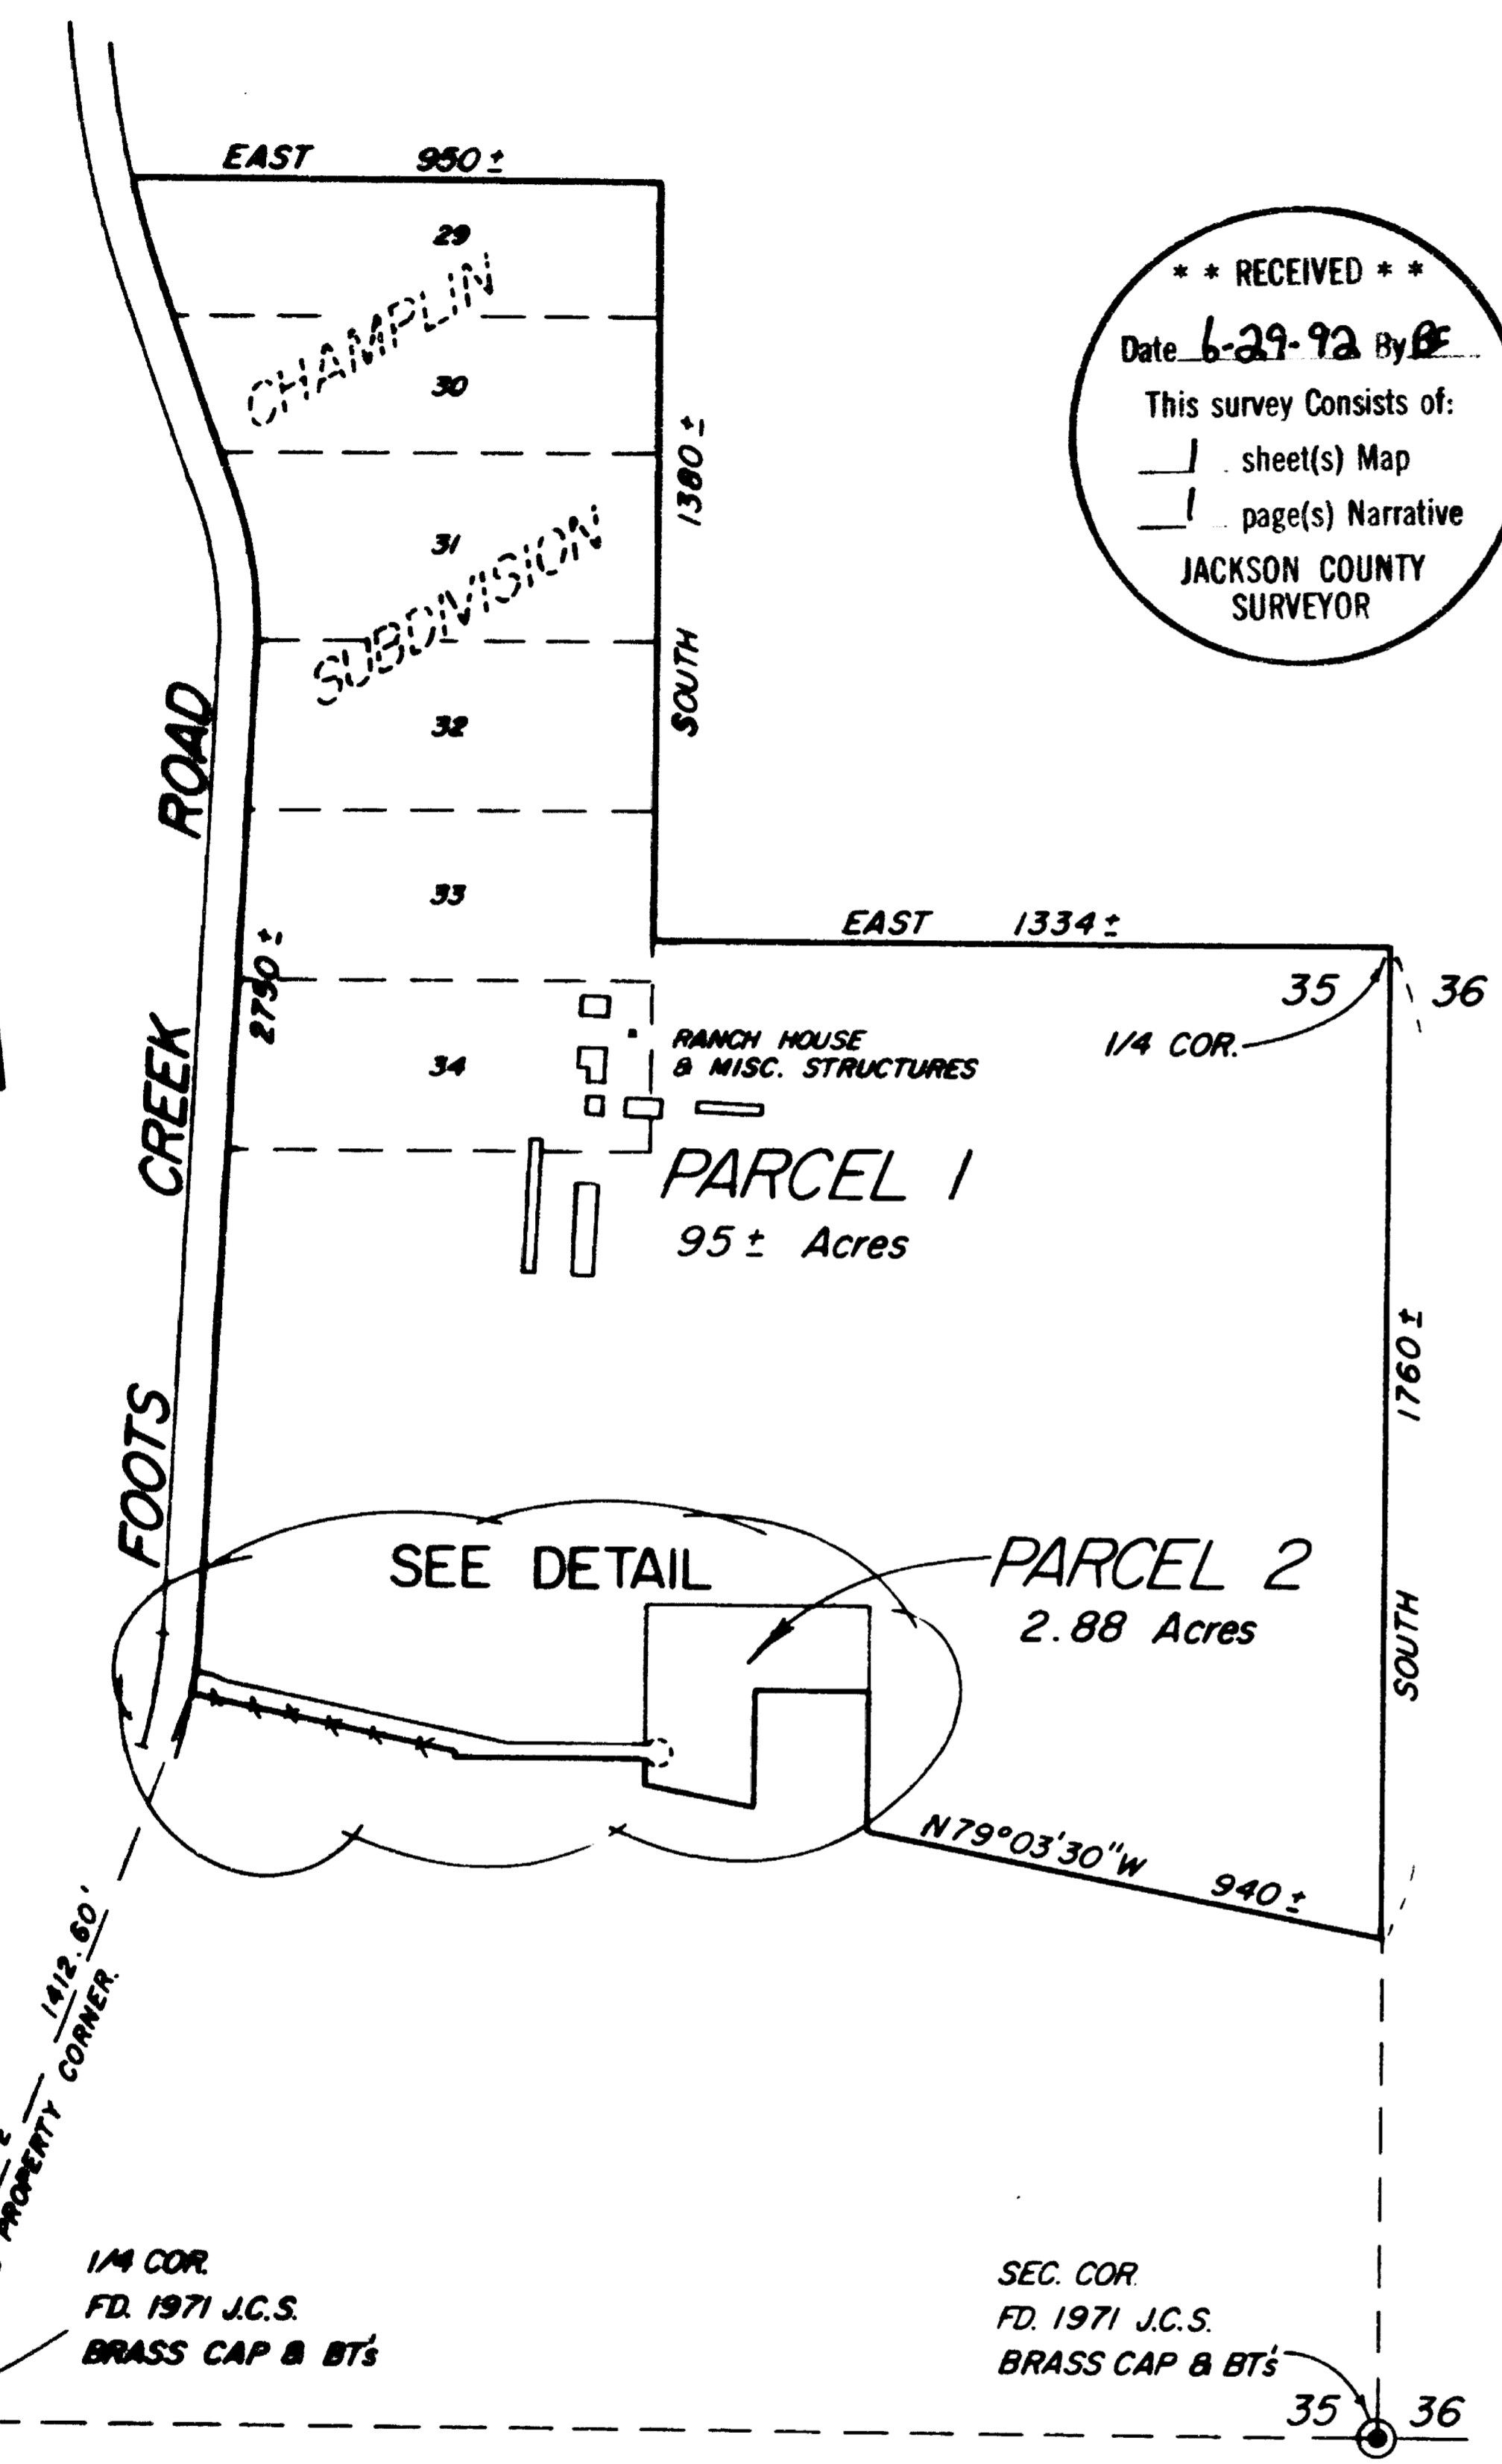 EAST 950±
29
CHAMPLIN
30
1380±
31
SUBDIVISION
SOUTH
32
33
2790±
34
FOOTS CREEK ROAD
* * RECEIVED * *
Date 6-29-92 By
This survey Consists of:
1 sheet(s) Map
1 page(s) Narrative
JACKSON COUNTY
SURVEYOR
EAST 1334±
35 36
1/4 COR.
RANCH HOUSE
& MISC. STRUCTURES
PARCEL 1
95± Acres
1760±
SOUTH
SEE DETAIL
PARCEL 2
2.88 Acres
N79°03'30"W 940±
1412.60'
PROPERTY CORNER.
1/4 COR.
FD. 1971 J.C.S.
BRASS CAP & BT's
SEC. COR.
FD. 1971 J.C.S.
BRASS CAP & BT's
35 36